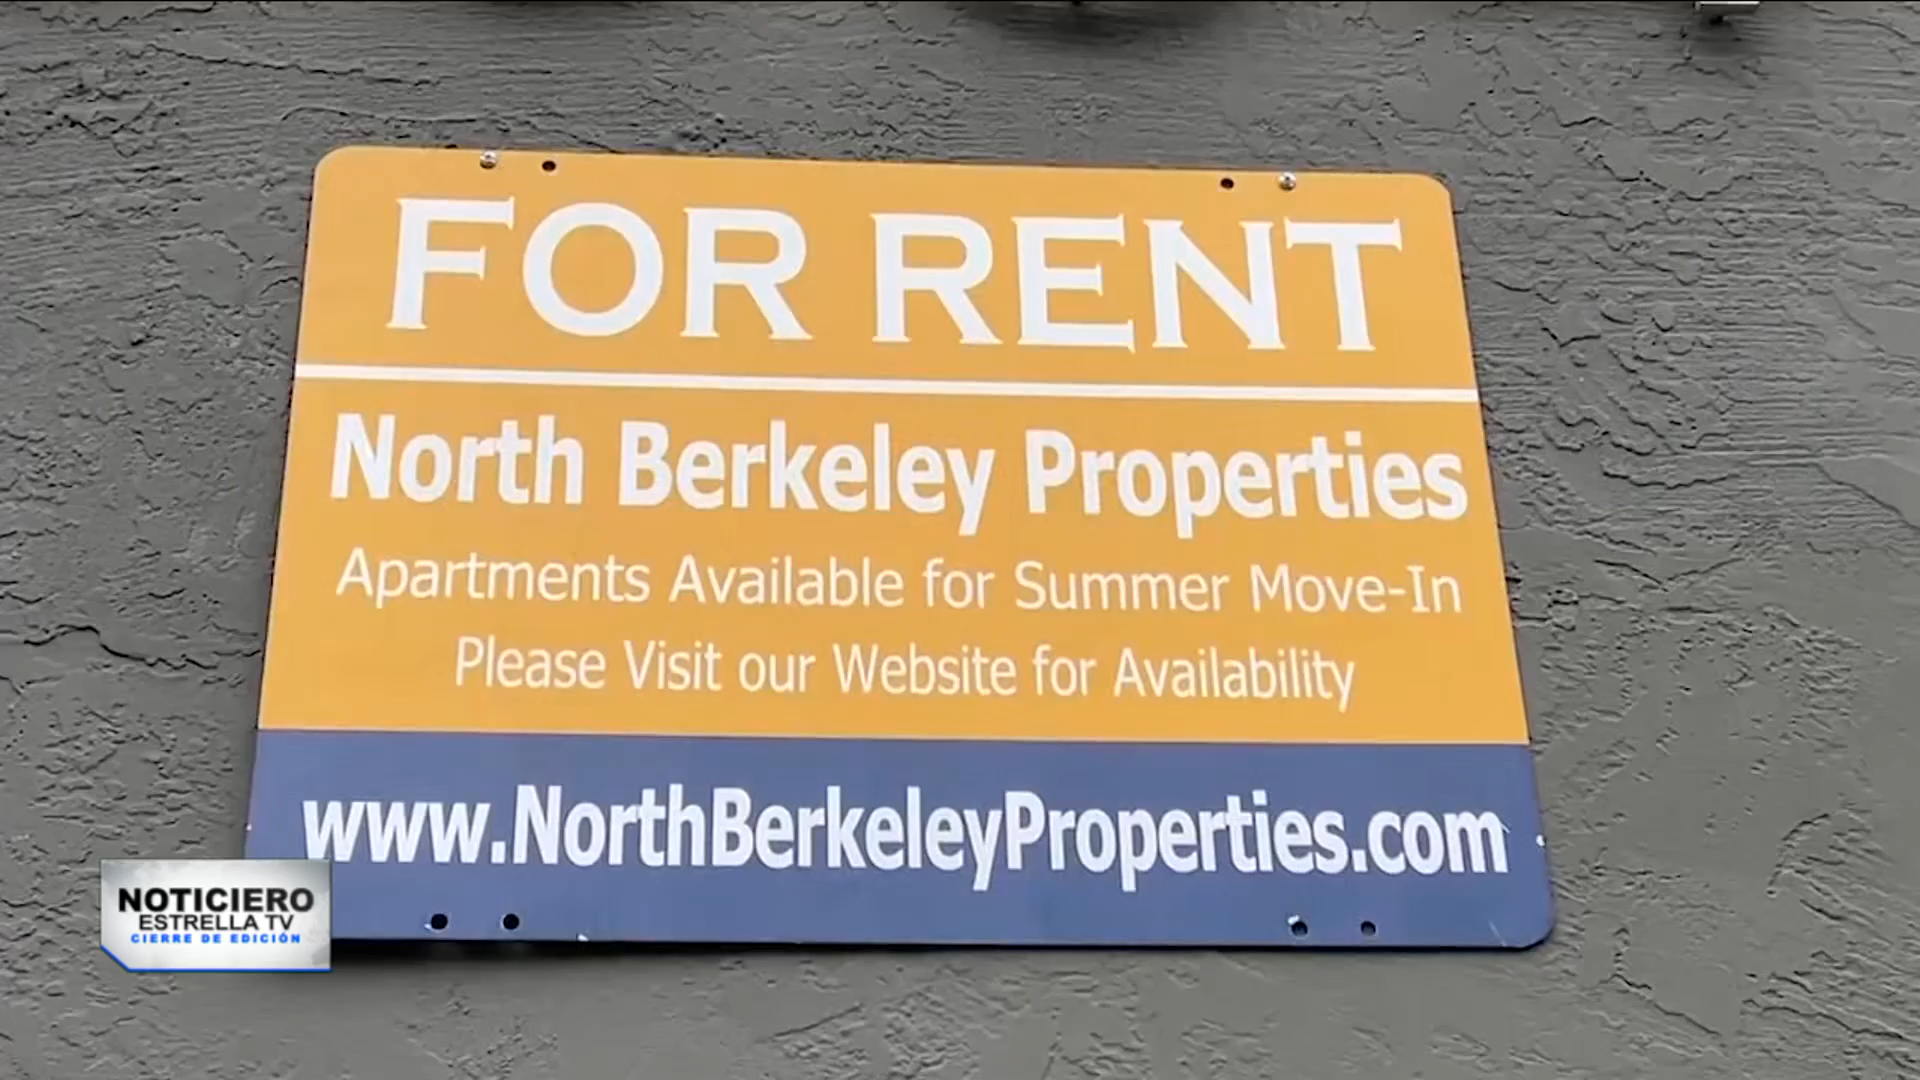 FOR RENT
North Berkeley Properties
Apartments Available for Summer Move-In
Please Visit our Website for Availability
www.NorthBerkeleyProperties.com
NOTICIERO
ESTRELLA TV
CIERRE DE EDICIÓN